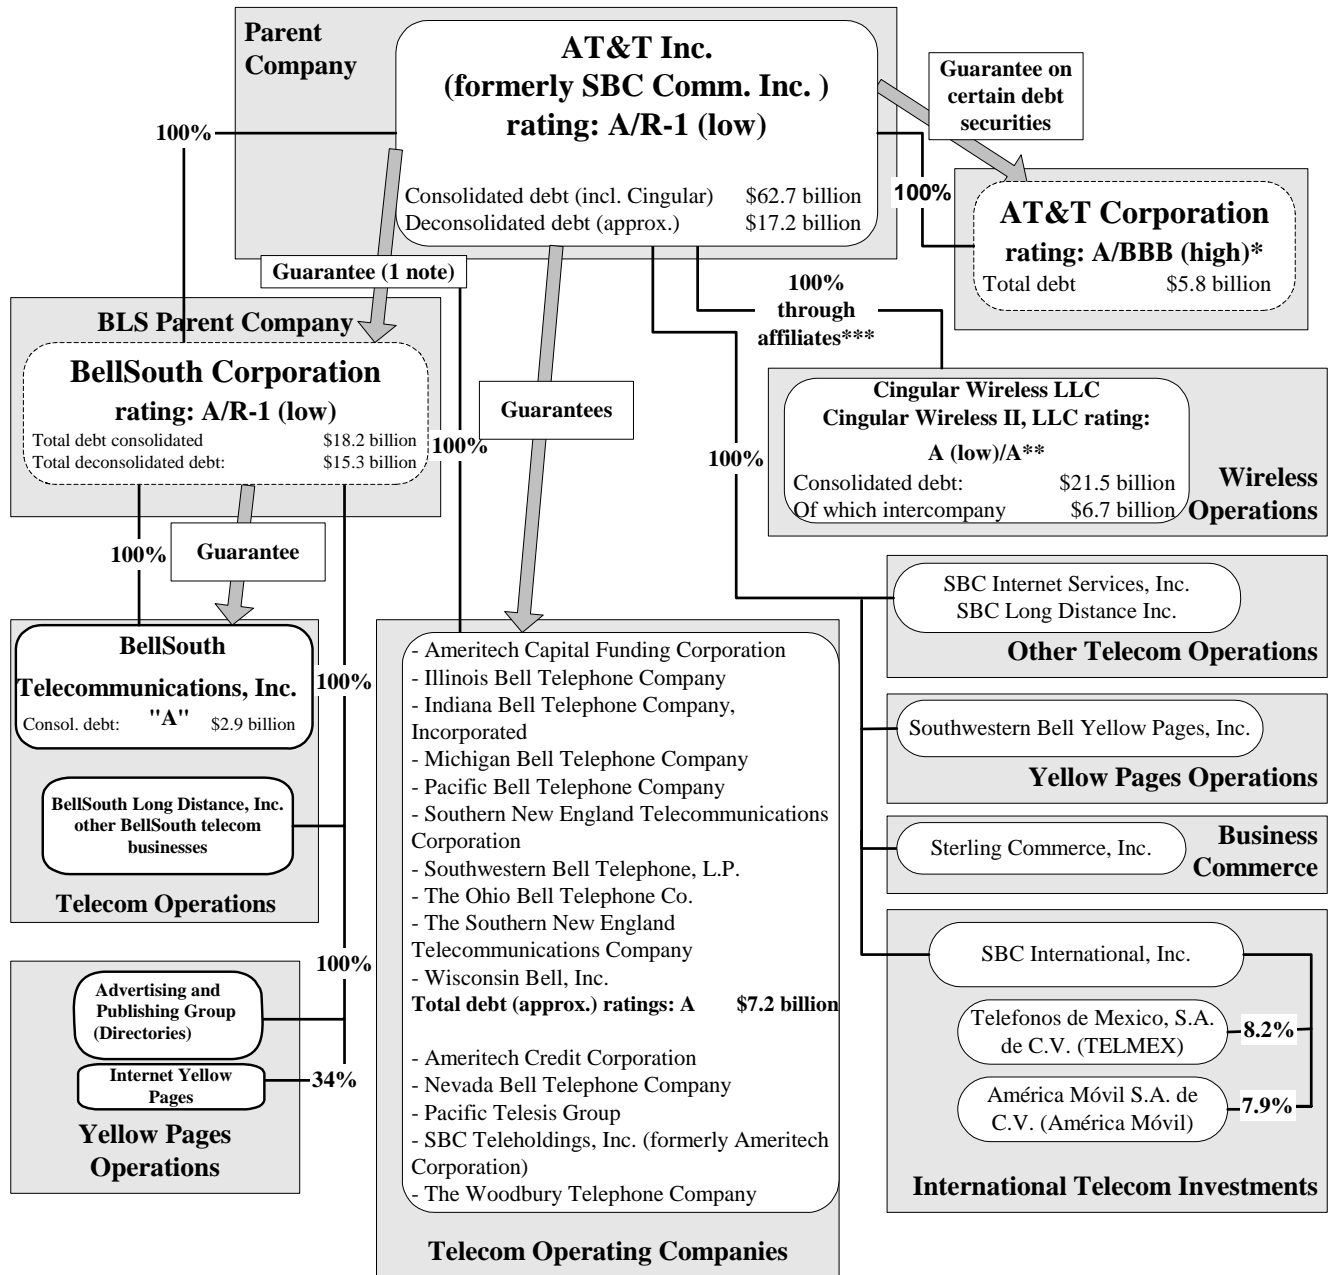 Parent
Company
AT&T Inc.
(formerly SBC Comm. Inc. )
rating: A/R-1 (low)
Consolidated debt (incl. Cingular) $62.7 billion
Deconsolidated debt (approx.) $17.2 billion
Guarantee on
certain debt
securities
100%
100%
AT&T Corporation
rating: A/BBB (high)*
Total debt $5.8 billion
Guarantee (1 note)
100%
through
affiliates***
BLS Parent Company
BellSouth Corporation
rating: A/R-1 (low)
Total debt consolidated $18.2 billion
Total deconsolidated debt: $15.3 billion
Guarantees
100%
100%
Cingular Wireless LLC
Cingular Wireless II, LLC rating:
A (low)/A**
Consolidated debt: $21.5 billion
Of which intercompany $6.7 billion
Wireless
Operations
100%
Guarantee
BellSouth
Telecommunications, Inc.
"A"
Consol. debt: $2.9 billion
100%
BellSouth Long Distance, Inc.
other BellSouth telecom
businesses
Telecom Operations
100%
Advertising and
Publishing Group
(Directories)
Internet Yellow
Pages
34%
Yellow Pages
Operations
- Ameritech Capital Funding Corporation
- Illinois Bell Telephone Company
- Indiana Bell Telephone Company,
Incorporated
- Michigan Bell Telephone Company
- Pacific Bell Telephone Company
- Southern New England Telecommunications
Corporation
- Southwestern Bell Telephone, L.P.
- The Ohio Bell Telephone Co.
- The Southern New England
Telecommunications Company
- Wisconsin Bell, Inc.
Total debt (approx.) ratings: A $7.2 billion
- Ameritech Credit Corporation
- Nevada Bell Telephone Company
- Pacific Telesis Group
- SBC Teleholdings, Inc. (formerly Ameritech
Corporation)
- The Woodbury Telephone Company
Telecom Operating Companies
SBC Internet Services, Inc.
SBC Long Distance Inc.
Other Telecom Operations
Southwestern Bell Yellow Pages, Inc.
Yellow Pages Operations
Sterling Commerce, Inc.
Business
Commerce
SBC International, Inc.
Telefonos de Mexico, S.A.
de C.V. (TELMEX)
8.2%
América Móvil S.A. de
C.V. (América Móvil)
7.9%
International Telecom Investments